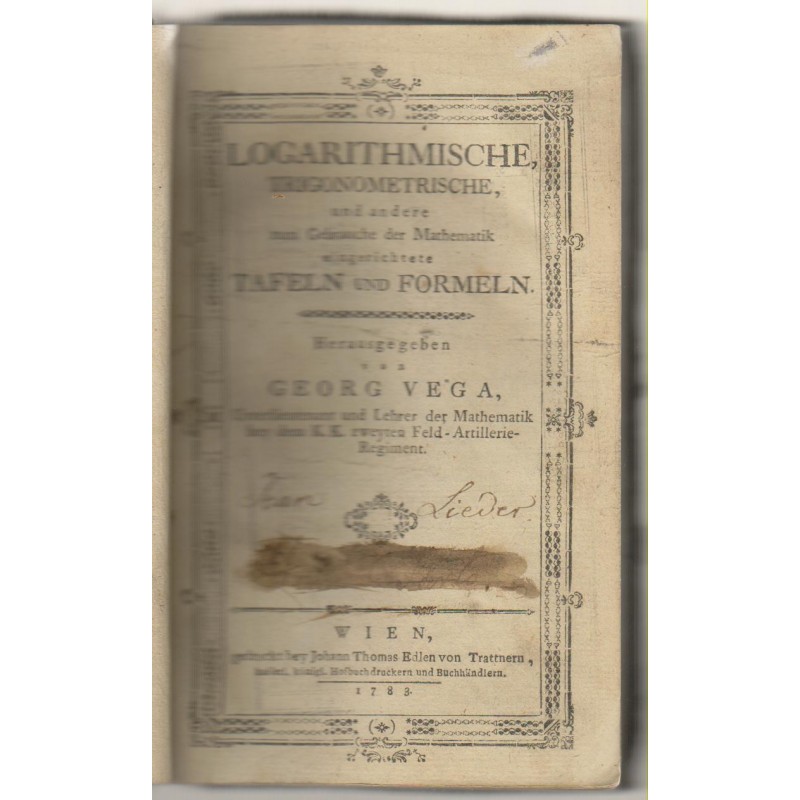 LOGARITHMISCHE,
TRIGONOMETRISCHE,
und andere
zum Gebrauche der Mathematik
eingerichtete
TAFELN UND FORMELN.
Herausgegeben
von
GEORG VEGA,
Unterlieutenant und Lehrer der Mathematik
bey dem K. K. zweyten Feld-Artillerie-
Regiment.
Lieder
WIEN,
gedruckt bey Johann Thomas Edlen von Trattnern,
kaiserl. königl. Hofbuchdruckern und Buchhändlern.
1783.